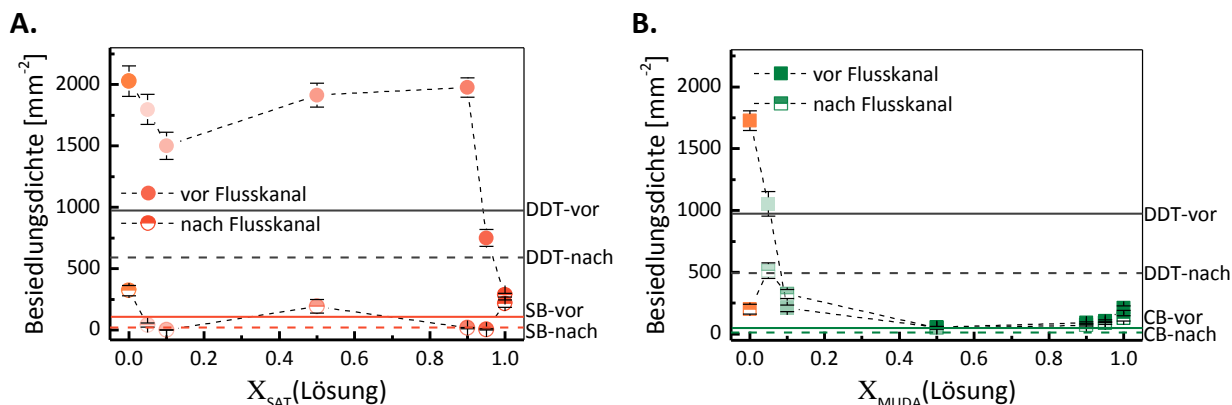 A.
Besiedlungsdichte [mm⁻²]
2000
1500
1000
500
0
vor Flusskanal
nach Flusskanal
DDT-vor
DDT-nach
SB-vor
SB-nach
0.0 0.2 0.4 0.6 0.8 1.0
X_SAT(Lösung)
B.
Besiedlungsdichte [mm⁻²]
2000
1500
1000
500
0
vor Flusskanal
nach Flusskanal
DDT-vor
DDT-nach
CB-vor
CB-nach
0.0 0.2 0.4 0.6 0.8 1.0
X_MUDA(Lösung)